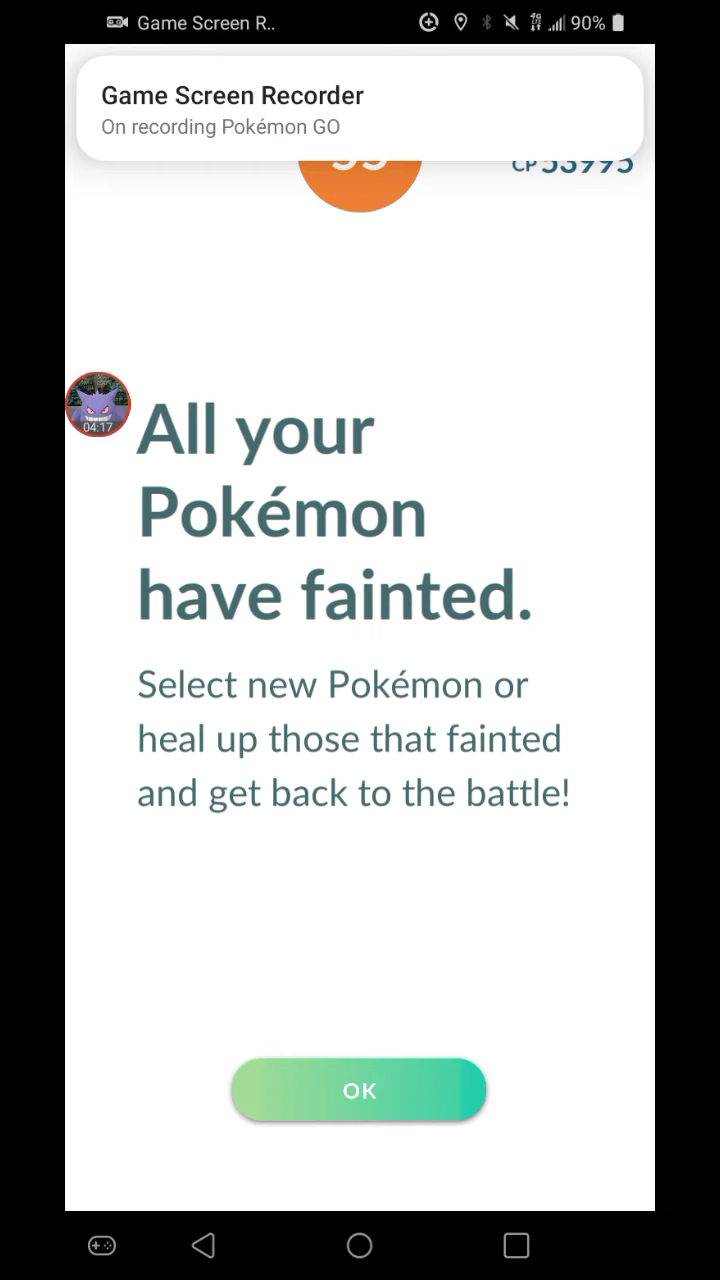 Game Screen R..
90%
Game Screen Recorder
On recording Pokémon GO
CP53995
04:17
All your
Pokémon
have fainted.
Select new Pokémon or
heal up those that fainted
and get back to the battle!
OK